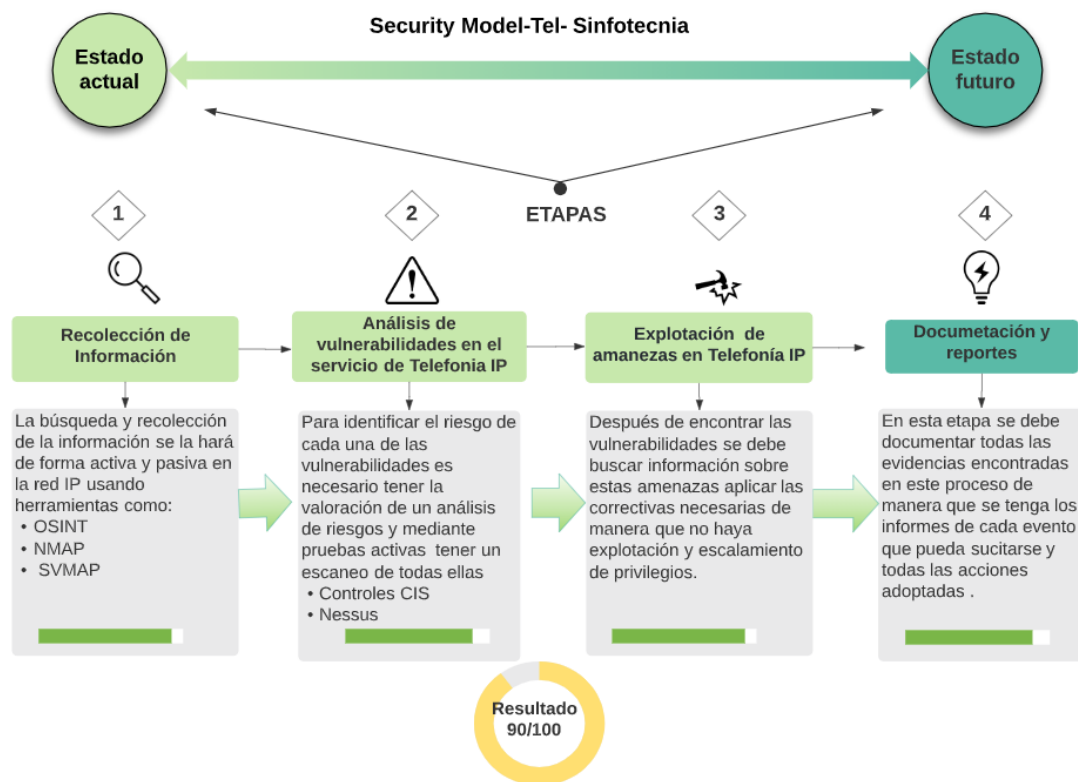 Security Model-Tel- Sinfotecnia
Estado
actual
Estado
futuro
ETAPAS
1
2
3
4
Recolección de
Información
Análisis de
vulnerabilidades en el
servicio de Telefonia IP
Explotación de
amanezas en Telefonía IP
Documetación y
reportes
La búsqueda y recolección
de la información se la hará
de forma activa y pasiva en
la red IP usando
herramientas como:
• OSINT
• NMAP
• SVMAP
Para identificar el riesgo de
cada una de las
vulnerabilidades es
necesario tener la
valoración de un análisis de
riesgos y mediante
pruebas activas tener un
escaneo de todas ellas
• Controles CIS
• Nessus
Después de encontrar las
vulnerabilidades se debe
buscar información sobre
estas amenazas aplicar las
correctivas necesarias de
manera que no haya
explotación y escalamiento
de privilegios.
En esta etapa se debe
documentar todas las
evidencias encontradas
en este proceso de
manera que se tenga los
informes de cada evento
que pueda sucitarse y
todas las acciones
adoptadas .
Resultado
90/100